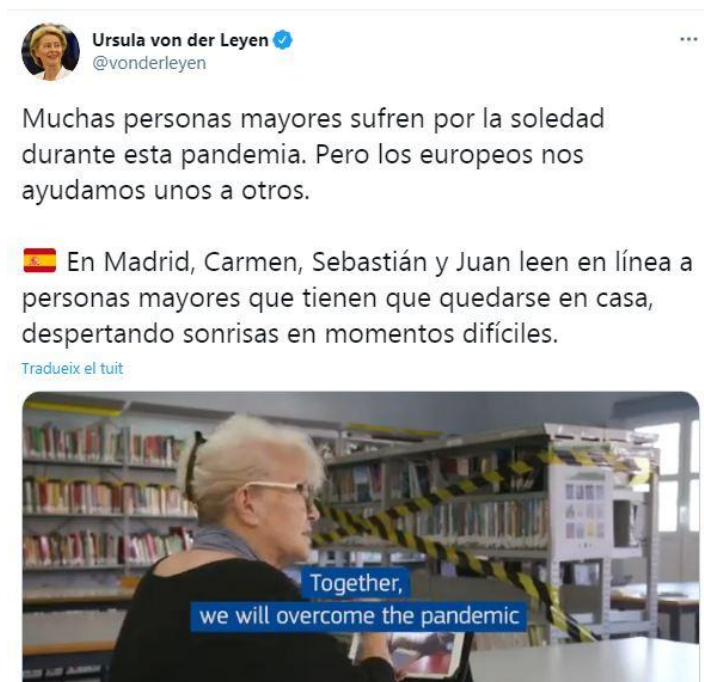 Ursula von der Leyen
@vonderleyen
Muchas personas mayores sufren por la soledad
durante esta pandemia. Pero los europeos nos
ayudamos unos a otros.
En Madrid, Carmen, Sebastián y Juan leen en línea a
personas mayores que tienen que quedarse en casa,
despertando sonrisas en momentos difíciles.
Tradueix el tuit
Together,
we will overcome the pandemic